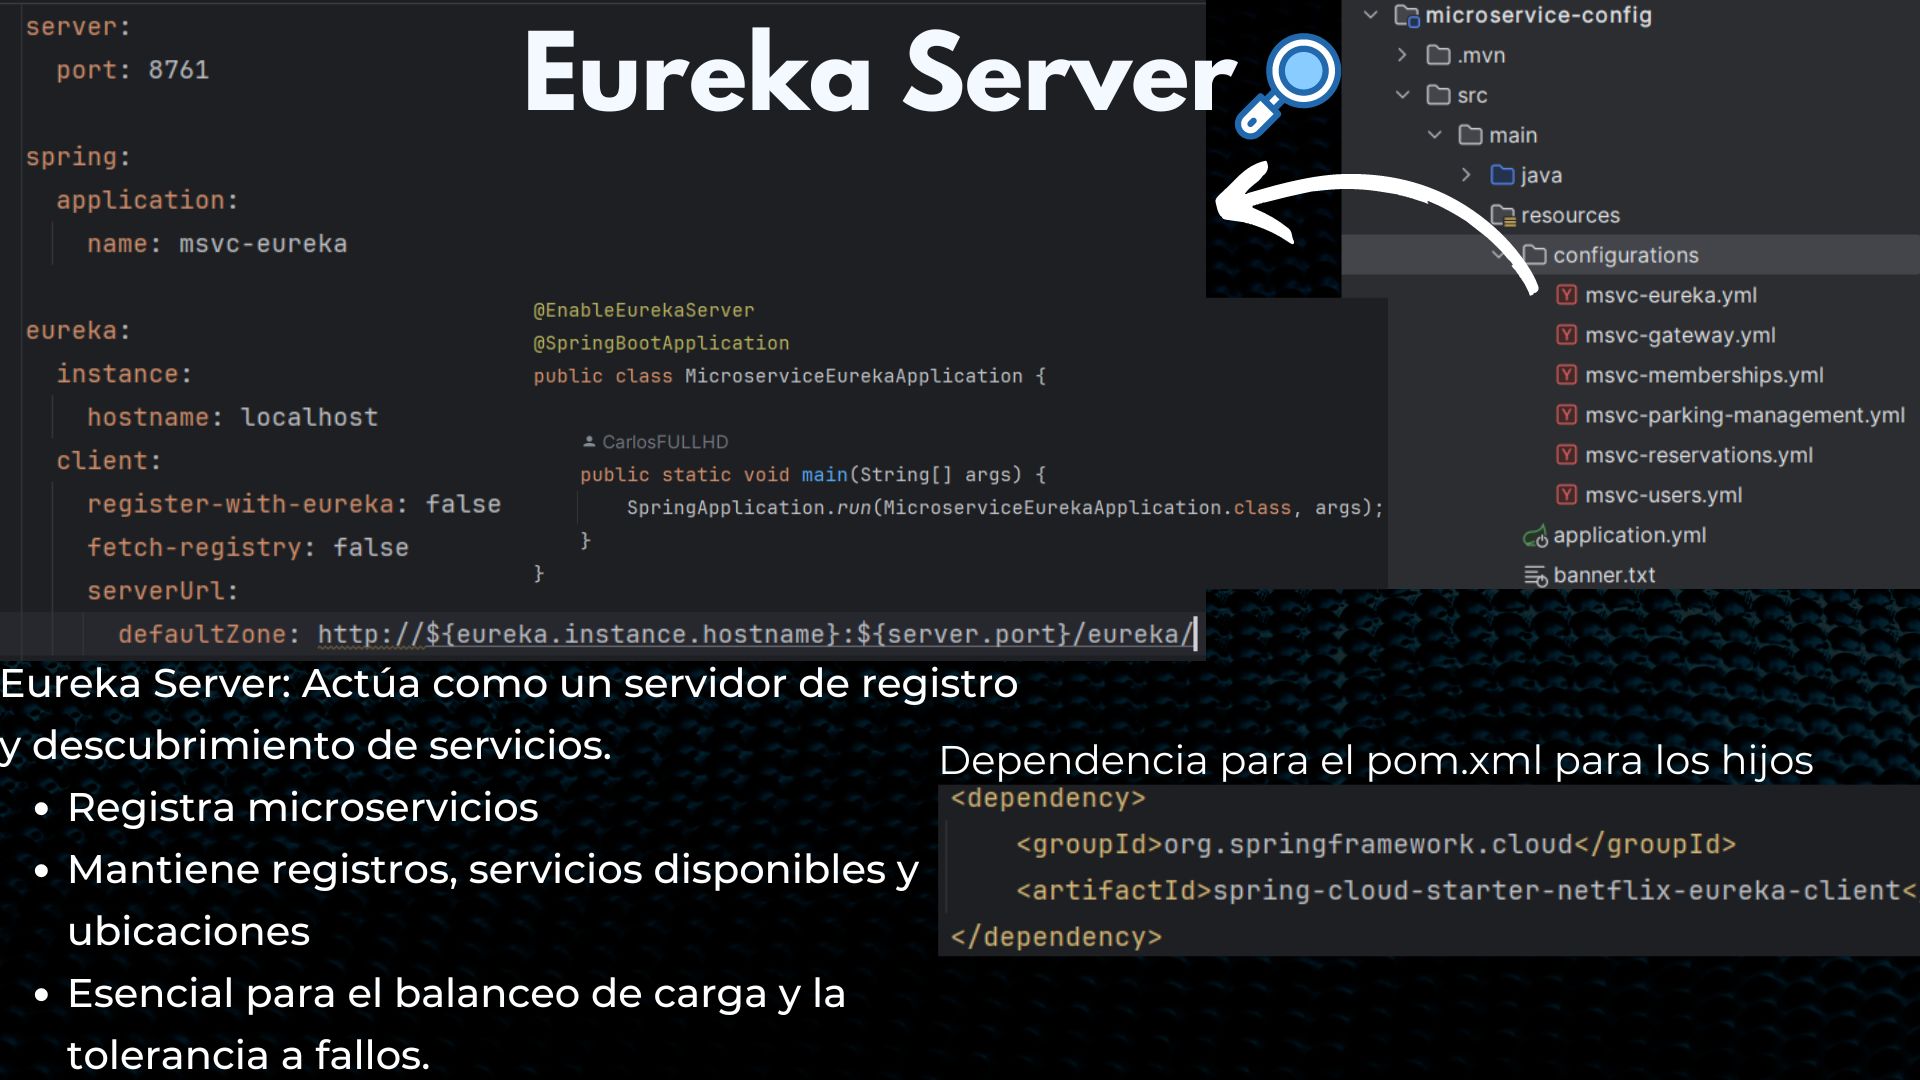 Eureka Server
server:
port: 8761
spring:
application:
name: msvc-eureka
eureka:
instance:
hostname: localhost
client:
register-with-eureka: false
fetch-registry: false
serverUrl:
defaultZone: http://${eureka.instance.hostname}:${server.port}/eureka/
@EnableEurekaServer
@SpringBootApplication
public class MicroserviceEurekaApplication {
CarlosFULLHD
public static void main(String[] args) {
SpringApplication.run(MicroserviceEurekaApplication.class, args);
}
}
microservice-config
.mvn
src
main
java
resources
configurations
msvc-eureka.yml
msvc-gateway.yml
msvc-memberships.yml
msvc-parking-management.yml
msvc-reservations.yml
msvc-users.yml
application.yml
banner.txt
Eureka Server: Actúa como un servidor de registro
y descubrimiento de servicios.
• Registra microservicios
• Mantiene registros, servicios disponibles y
ubicaciones
• Esencial para el balanceo de carga y la
tolerancia a fallos.
Dependencia para el pom.xml para los hijos
<dependency>
<groupId>org.springframework.cloud</groupId>
<artifactId>spring-cloud-starter-netflix-eureka-client<
</dependency>